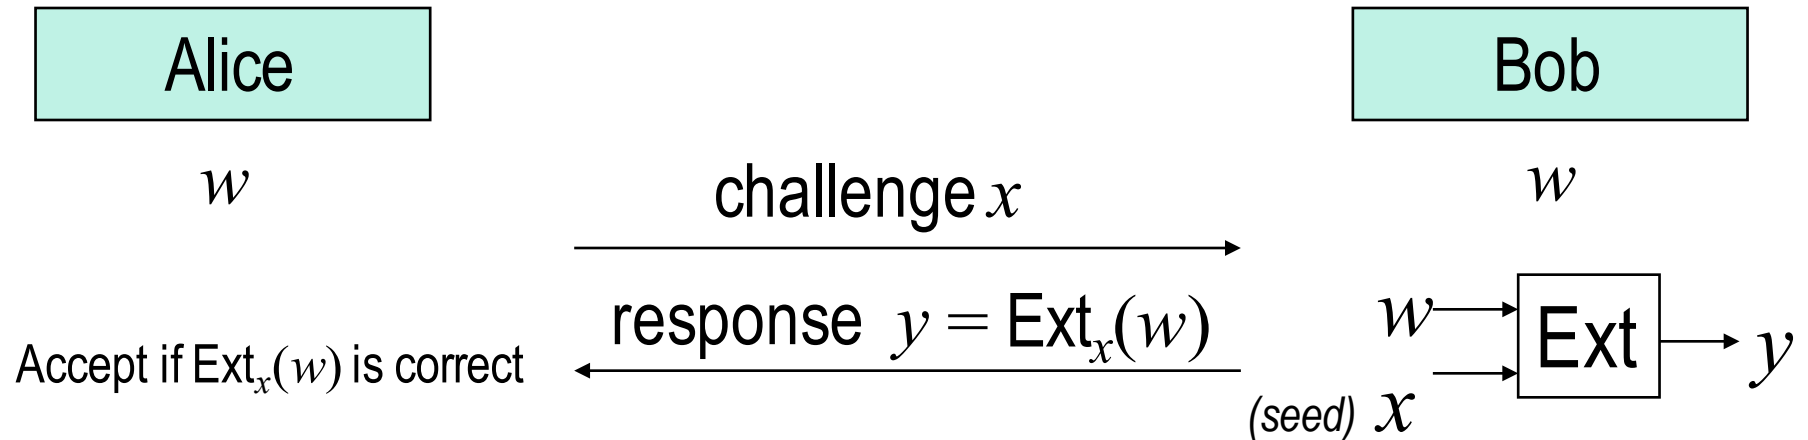 Alice
Bob
w
w
challenge x
response y = Ext_x(w)
w
Ext
y
Accept if Ext_x(w) is correct
(seed) x